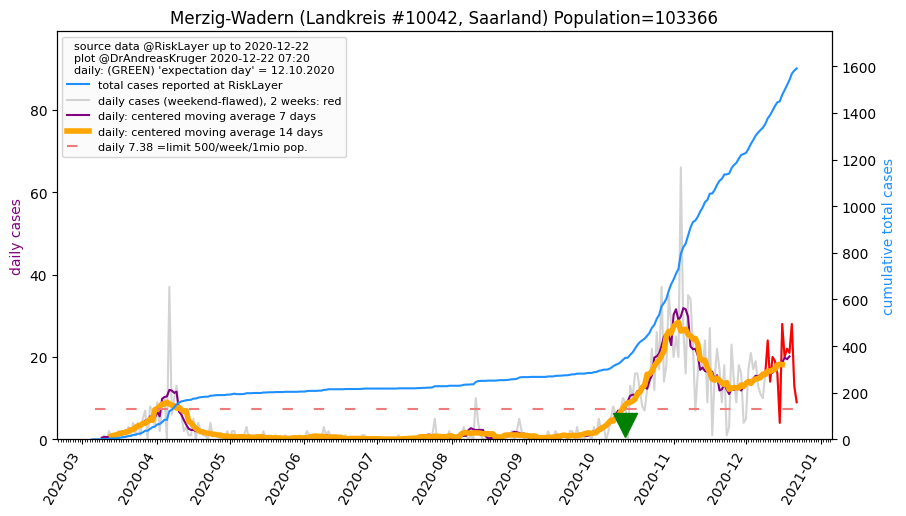 Merzig-Wadern (Landkreis #10042, Saarland) Population=103366
source data @RiskLayer up to 2020-12-22
plot @DrAndreasKruger 2020-12-22 07:20
daily: (GREEN) 'expectation day' = 12.10.2020
total cases reported at RiskLayer
daily cases (weekend-flawed), 2 weeks: red
daily: centered moving average 7 days
daily: centered moving average 14 days
daily 7.38 =limit 500/week/1mio pop.
daily cases
80
60
40
20
0
cumulative total cases
1600
1400
1200
1000
800
600
400
200
0
2020-03
2020-04
2020-05
2020-06
2020-07
2020-08
2020-09
2020-10
2020-11
2020-12
2021-01